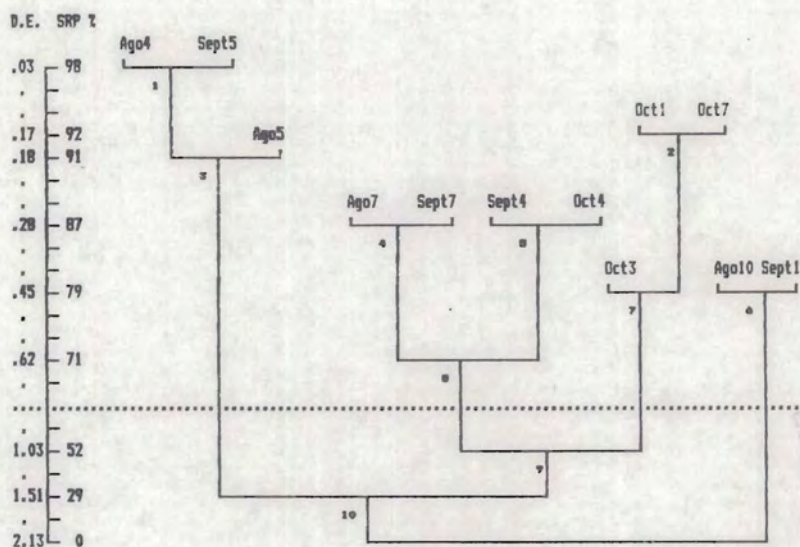 D.E. SRP %
Ago4 Sept5
.03 98
1
Oct1 Oct7
.17 92
Ago5
2
.18 91
3
Ago7 Sept7 Sept4 Oct4
.28 87
4
Oct3 Ago10 Sept1
.45 79
7 6
.62 71
1.03 52
1.51 29
10
2.13 0